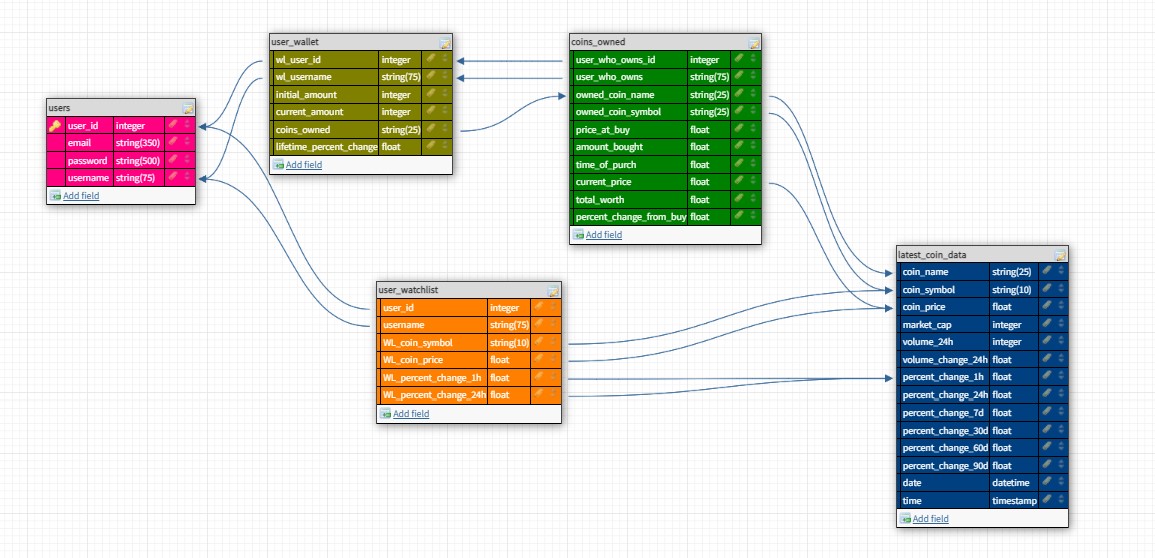 user_wallet
wl_user_id integer
wl_username string(75)
initial_amount integer
current_amount integer
coins_owned string(25)
lifetime_percent_change float
Add field
coins_owned
user_who_owns_id integer
user_who_owns string(75)
owned_coin_name string(25)
owned_coin_symbol string(25)
price_at_buy float
amount_bought float
time_of_purch float
current_price float
total_worth float
percent_change_from_buy float
Add field
users
user_id integer
email string(350)
password string(500)
username string(75)
Add field
latest_coin_data
coin_name string(25)
coin_symbol string(10)
coin_price float
market_cap integer
volume_24h integer
volume_change_24h float
percent_change_1h float
percent_change_24h float
percent_change_7d float
percent_change_30d float
percent_change_60d float
percent_change_90d float
date datetime
time timestamp
Add field
user_watchlist
user_id integer
username string(75)
WL_coin_symbol string(10)
WL_coin_price float
WL_percent_change_1h float
WL_percent_change_24h float
Add field